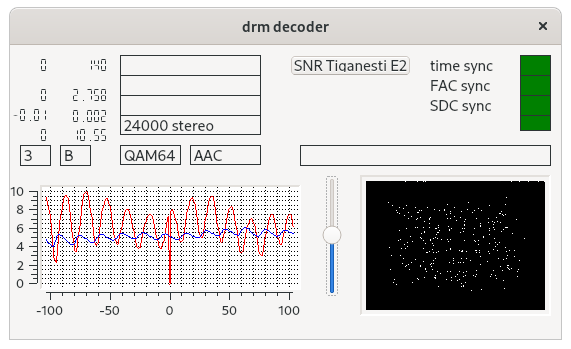 drm decoder
×
0 140
SNR Tiganesti E2
time sync
FAC sync
0 2.758
SDC sync
-0.01 0.002
24000 stereo
0 10.55
3 B QAM64 AAC
10
8
6
4
2
0
-100 -50 0 50 100